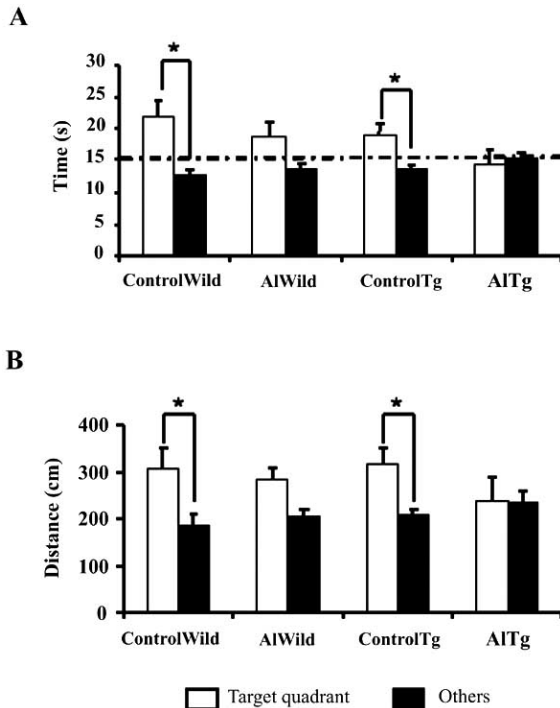 A
*
*
30
25
20
15
10
5
0
Time (s)
ControlWild
AlWild
ControlTg
AlTg
B
*
*
400
300
200
100
0
Distance (cm)
ControlWild
AlWild
ControlTg
AlTg
Target quadrant
Others